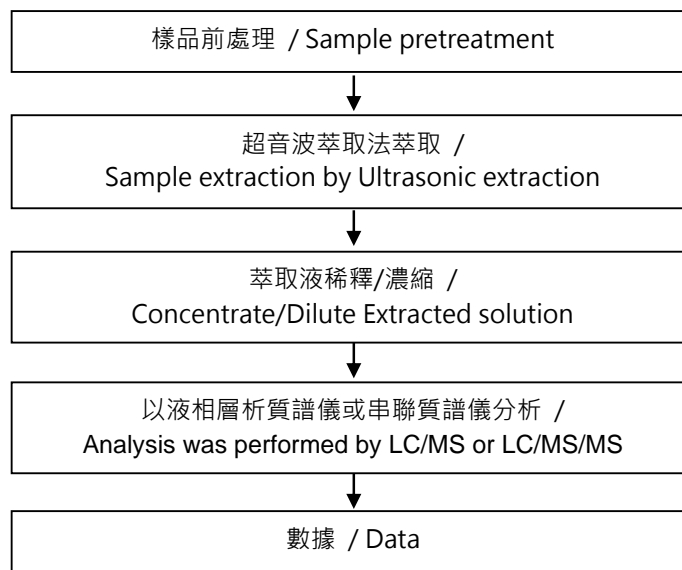 樣品前處理 / Sample pretreatment
超音波萃取法萃取 /
Sample extraction by Ultrasonic extraction
萃取液稀釋/濃縮 /
Concentrate/Dilute Extracted solution
以液相層析質譜儀或串聯質譜儀分析 /
Analysis was performed by LC/MS or LC/MS/MS
數據 / Data